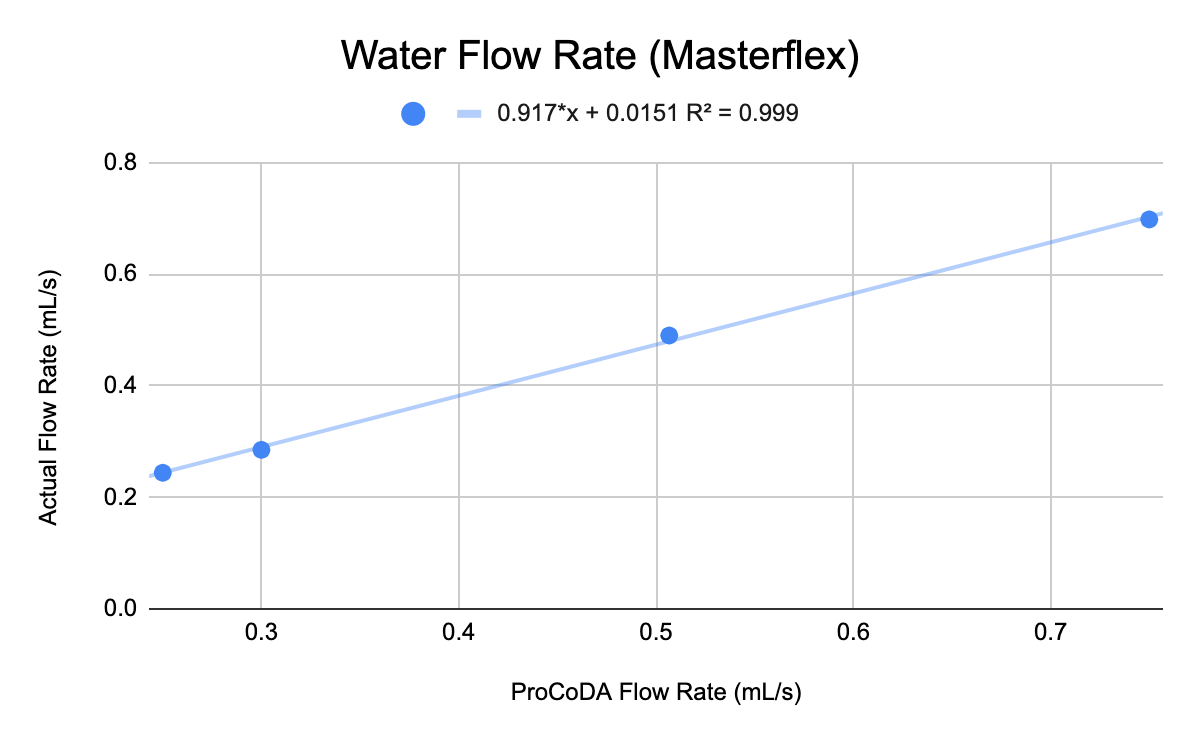 Water Flow Rate (Masterflex)
0.917*x + 0.0151 R² = 0.999
0.8
0.6
0.4
0.2
0.0
Actual Flow Rate (mL/s)
0.3 0.4 0.5 0.6 0.7
ProCoDA Flow Rate (mL/s)